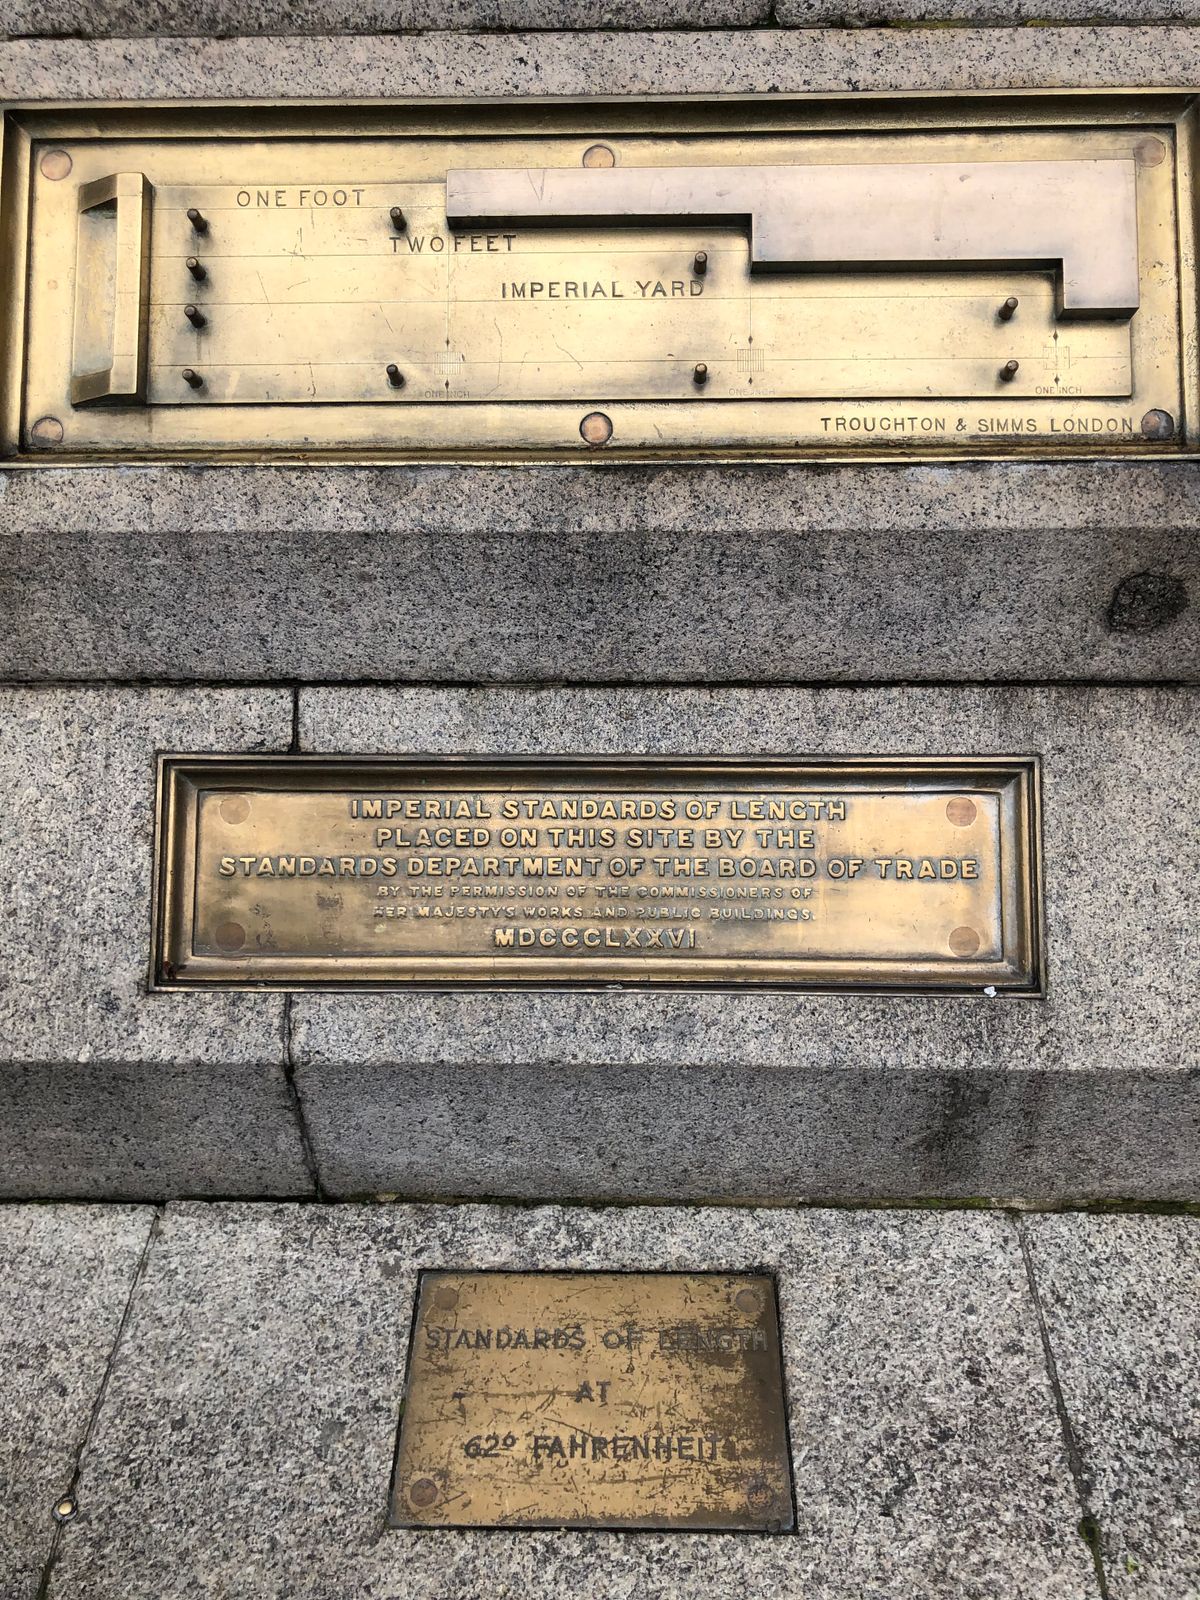 ONE FOOT
TWO FEET
IMPERIAL YARD
ONE INCH
ONE INCH
ONE INCH
TROUGHTON & SIMMS LONDON
IMPERIAL STANDARDS OF LENGTH
PLACED ON THIS SITE BY THE
STANDARDS DEPARTMENT OF THE BOARD OF TRADE
BY THE PERMISSION OF THE COMMISSIONERS OF
HER MAJESTY'S WORKS AND PUBLIC BUILDINGS.
MDCCCLXXVI
STANDARDS OF LENGTH
AT
62º FAHRENHEIT